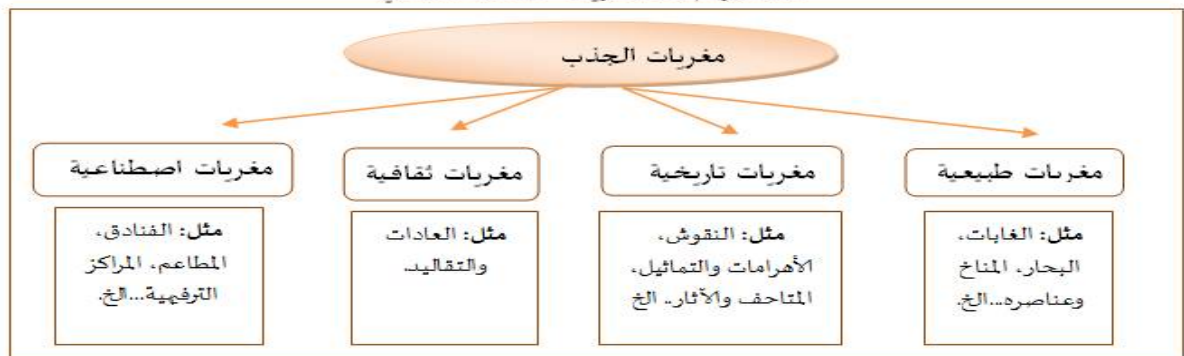 مغريات الجذب
مغريات طبيعية
مغريات تاريخية
مغريات ثقافية
مغريات اصطناعية
مثل: الغابات،
البحار، المناخ
وعناصره...الخ.
مثل: النقوش،
الأهرامات والتماثيل،
المتاحف والآثار.. الخ
مثل: العادات
والتقاليد.
مثل: الفنادق،
المطاعم، المراكز
الترفيهية...الخ.